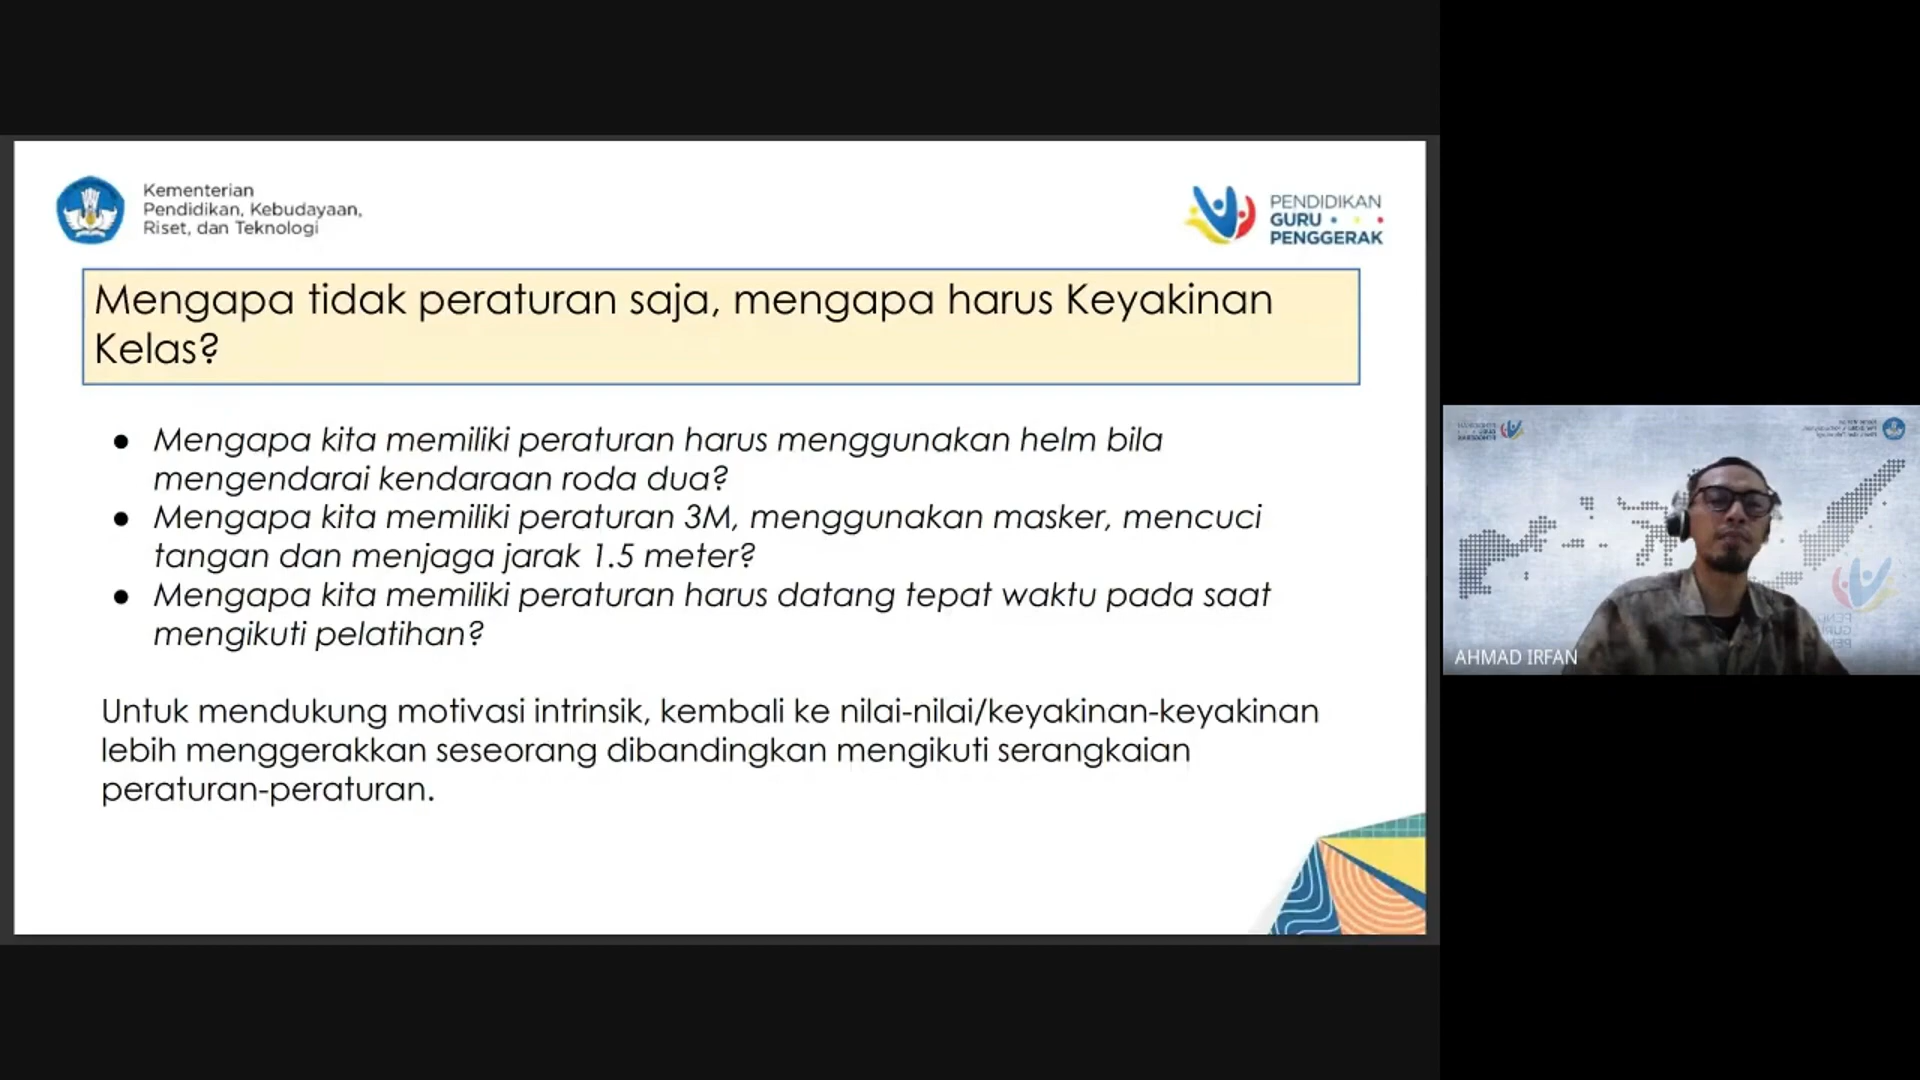 Kementerian
Pendidikan, Kebudayaan,
Riset, dan Teknologi
PENDIDIKAN
GURU
PENGGERAK
Mengapa tidak peraturan saja, mengapa harus Keyakinan
Kelas?
● Mengapa kita memiliki peraturan harus menggunakan helm bila
mengendarai kendaraan roda dua?
● Mengapa kita memiliki peraturan 3M, menggunakan masker, mencuci
tangan dan menjaga jarak 1.5 meter?
● Mengapa kita memiliki peraturan harus datang tepat waktu pada saat
mengikuti pelatihan?
Untuk mendukung motivasi intrinsik, kembali ke nilai-nilai/keyakinan-keyakinan
lebih menggerakkan seseorang dibandingkan mengikuti serangkaian
peraturan-peraturan.
AHMAD IRFAN